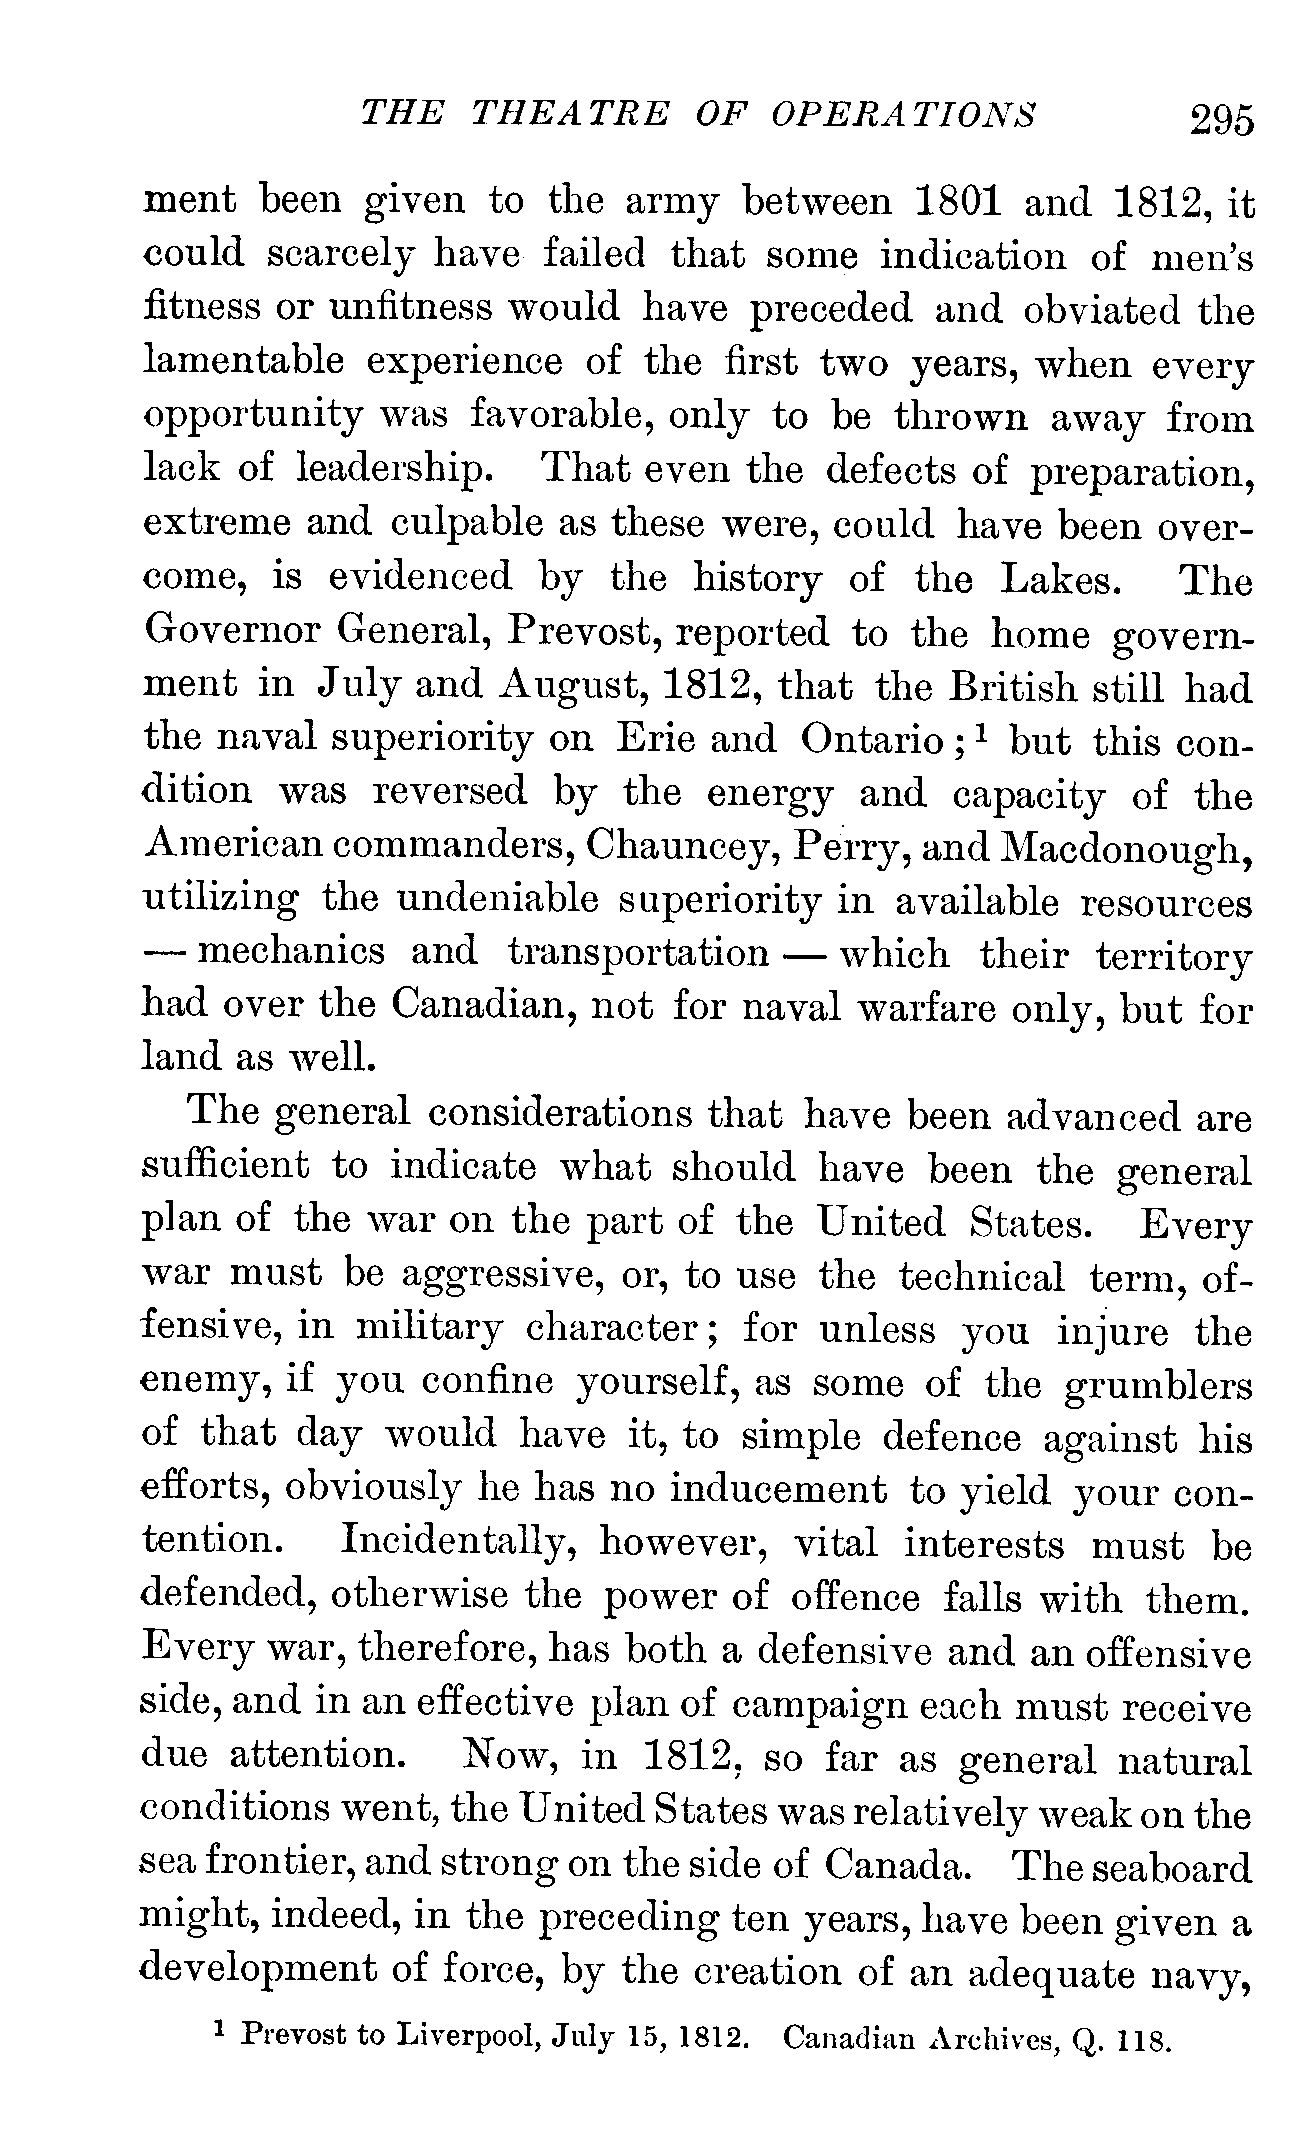 THE THEATRE OF OPERATIONS 295
ment been given to the army between 1801 and 1812, it
could scarcely have failed that some indication of men's
fitness or unfitness would have preceded and obviated the
lamentable experience of the first two years, when every
opportunity was favorable, only to be thrown away from
lack of leadership. That even the defects of preparation,
extreme and culpable as these were, could have been over-
come, is evidenced by the history of the Lakes. The
Governor General, Prevost, reported to the home govern-
ment in July and August, 1812, that the British still had
the naval superiority on Erie and Ontario;¹ but this con-
dition was reversed by the energy and capacity of the
American commanders, Chauncey, Perry, and Macdonough,
utilizing the undeniable superiority in available resources
— mechanics and transportation — which their territory
had over the Canadian, not for naval warfare only, but for
land as well.
The general considerations that have been advanced are
sufficient to indicate what should have been the general
plan of the war on the part of the United States. Every
war must be aggressive, or, to use the technical term, of-
fensive, in military character; for unless you injure the
enemy, if you confine yourself, as some of the grumblers
of that day would have it, to simple defence against his
efforts, obviously he has no inducement to yield your con-
tention. Incidentally, however, vital interests must be
defended, otherwise the power of offence falls with them.
Every war, therefore, has both a defensive and an offensive
side, and in an effective plan of campaign each must receive
due attention. Now, in 1812, so far as general natural
conditions went, the United States was relatively weak on the
sea frontier, and strong on the side of Canada. The seaboard
might, indeed, in the preceding ten years, have been given a
development of force, by the creation of an adequate navy,
¹ Prevost to Liverpool, July 15, 1812. Canadian Archives, Q. 118.